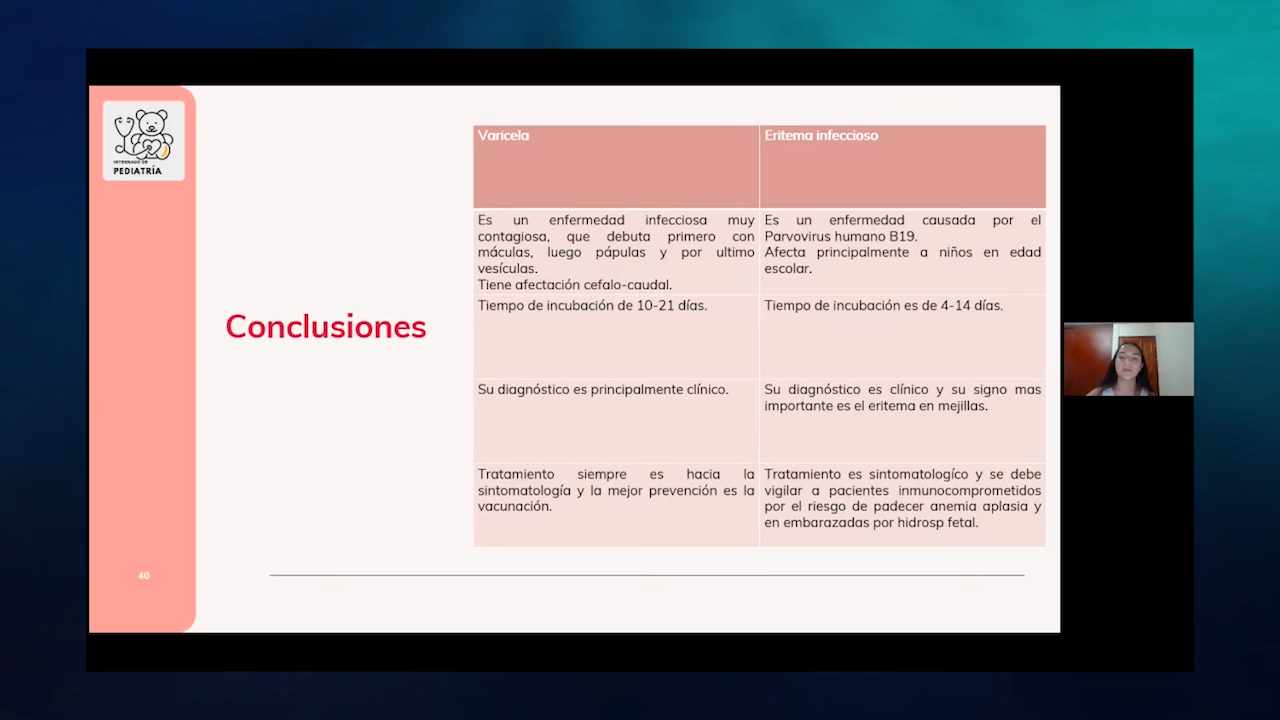 INTERNADO DE
PEDIATRÍA
Conclusiones
Varicela
Eritema infeccioso
Es un enfermedad infecciosa muy
contagiosa, que debuta primero con
máculas, luego pápulas y por ultimo
vesículas.
Tiene afectación cefalo-caudal.
Es un enfermedad causada por el
Parvovirus humano B19.
Afecta principalmente a niños en edad
escolar.
Tiempo de incubación de 10-21 días.
Tiempo de incubación es de 4-14 días.
Su diagnóstico es principalmente clínico.
Su diagnóstico es clínico y su signo mas
importante es el eritema en mejillas.
Tratamiento siempre es hacia la
sintomatología y la mejor prevención es la
vacunación.
Tratamiento es sintomatologíco y se debe
vigilar a pacientes inmunocomprometidos
por el riesgo de padecer anemia aplasia y
en embarazadas por hidrosp fetal.
40